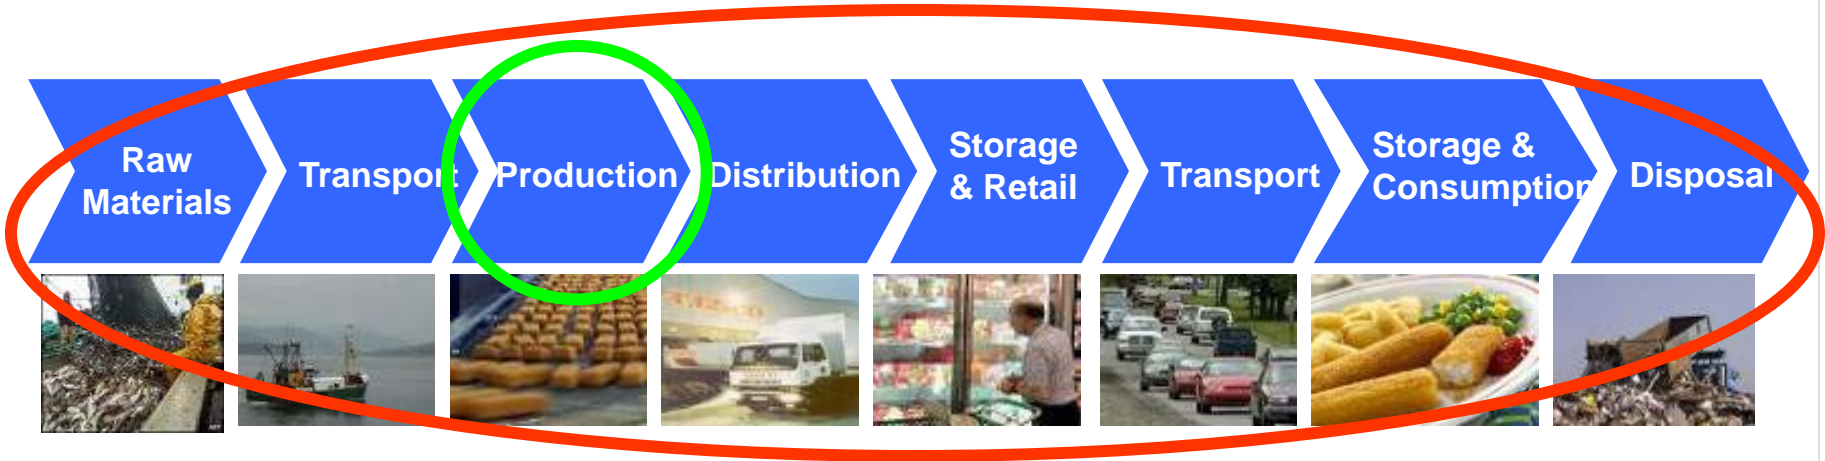 Raw
Materials
Transport
Production
Distribution
Storage
& Retail
Transport
Storage &
Consumption
Disposal